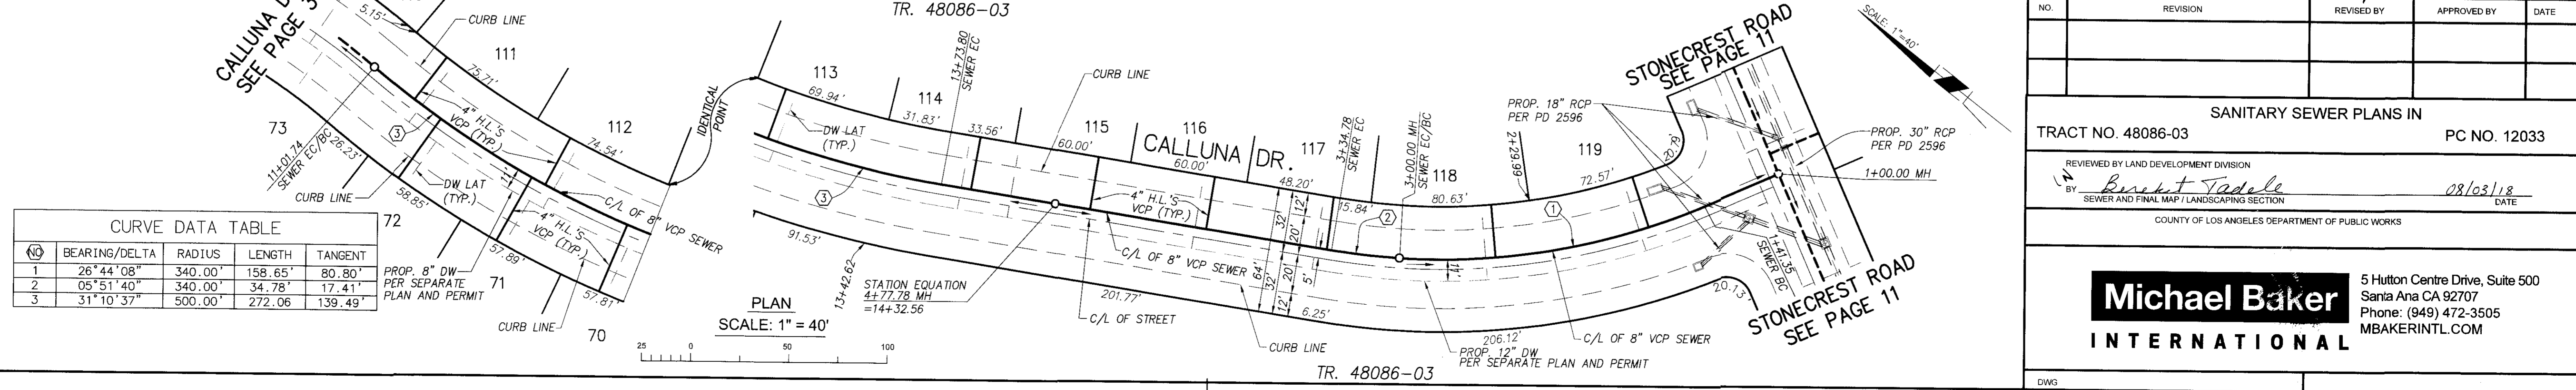 TR. 48086-03
5.15'
CURB LINE
CALLUNA D
SEE PAGE 3
111
75.71'
4" H.L.'S
VCP (TYP.)
3
73
11+01.74
SEWER EC/BC
26.23'
CURB LINE
DW LAT
(TYP.)
58.85'
72
112
74.54'
IDENTICAL
POINT
11'
C/L OF 8" VCP SEWER
4" H.L.'S
VCP (TYP.)
57.89'
PROP. 8" DW
PER SEPARATE
PLAN AND PERMIT
71
57.81'
CURB LINE
70
CURVE DATA TABLE
NO BEARING/DELTA RADIUS LENGTH TANGENT
1 26°44'08" 340.00' 158.65' 80.80'
2 05°51'40" 340.00' 34.78' 17.41'
3 31°10'37" 500.00' 272.06 139.49'
113
69.94'
DW LAT
(TYP.)
114
31.83'
13+73.80
SEWER EC
33.56'
CURB LINE
115
60.00'
116
60.00'
CALLUNA DR.
117
48.20'
3+34.78
SEWER EC
3+00.00 MH
SEWER EC/BC
118
15.84'
80.63'
2+29.99
119
72.57'
20.79'
PROP. 18" RCP
PER PD 2596
STONECREST ROAD
SEE PAGE 11
SCALE: 1"=40'
PROP. 30" RCP
PER PD 2596
1+00.00 MH
1+41.35
SEWER BC
3
2
1
4" H.L.'S
VCP (TYP.)
32'
12'
20'
64'
32'
20'
12'
5'
11'
91.53'
13+42.62
STATION EQUATION
4+77.78 MH
=14+32.56
C/L OF 8" VCP SEWER
201.77'
C/L OF STREET
6.25'
CURB LINE
206.12'
PROP. 12" DW
PER SEPARATE PLAN AND PERMIT
C/L OF 8" VCP SEWER
20.13'
STONECREST ROAD
SEE PAGE 11
PLAN
SCALE: 1" = 40'
25 0 50 100
TR. 48086-03
NO. REVISION REVISED BY APPROVED BY DATE
SANITARY SEWER PLANS IN
TRACT NO. 48086-03 PC NO. 12033
REVIEWED BY LAND DEVELOPMENT DIVISION
BY Bereket Tadele 08/03/18
SEWER AND FINAL MAP / LANDSCAPING SECTION DATE
COUNTY OF LOS ANGELES DEPARTMENT OF PUBLIC WORKS
Michael Baker
INTERNATIONAL
5 Hutton Centre Drive, Suite 500
Santa Ana CA 92707
Phone: (949) 472-3505
MBAKERINTL.COM
DWG